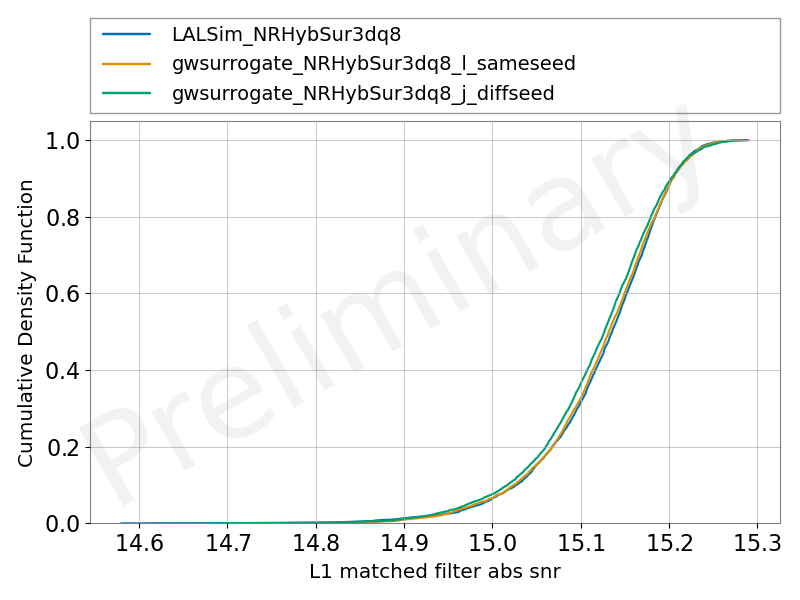 LALSim_NRHybSur3dq8
gwsurrogate_NRHybSur3dq8_l_sameseed
gwsurrogate_NRHybSur3dq8_j_diffseed
Preliminary
Cumulative Density Function
1.0
0.8
0.6
0.4
0.2
0.0
14.6 14.7 14.8 14.9 15.0 15.1 15.2 15.3
L1 matched filter abs snr